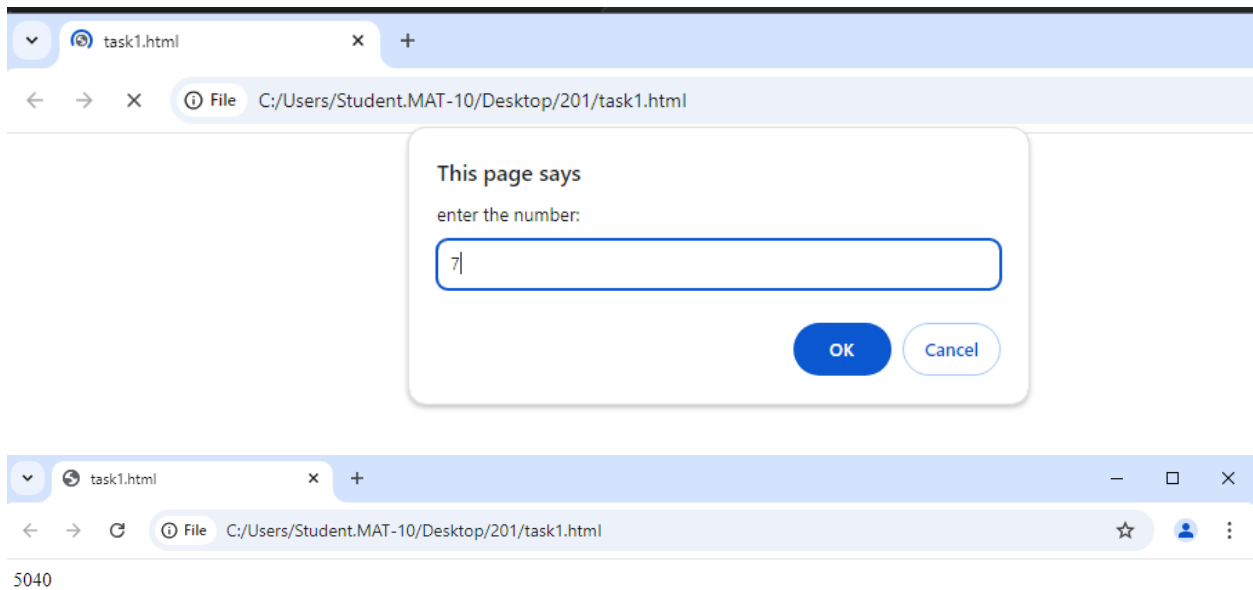 task1.html
File C:/Users/Student.MAT-10/Desktop/201/task1.html
This page says
enter the number:
7
OK Cancel
task1.html
File C:/Users/Student.MAT-10/Desktop/201/task1.html
5040